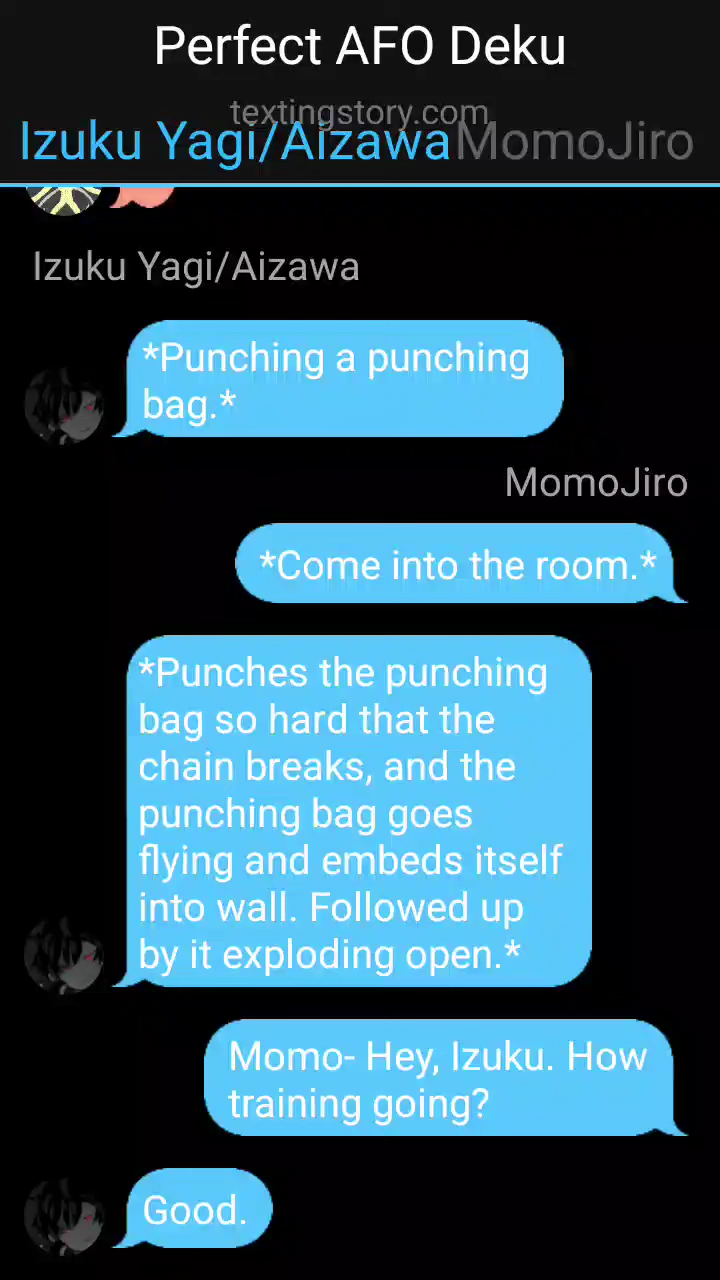 Perfect AFO Deku
textingstory.com
Izuku Yagi/Aizawa MomoJiro
Izuku Yagi/Aizawa
*Punching a punching
bag.*
MomoJiro
*Come into the room.*
*Punches the punching
bag so hard that the
chain breaks, and the
punching bag goes
flying and embeds itself
into wall. Followed up
by it exploding open.*
Momo- Hey, Izuku. How
training going?
Good.